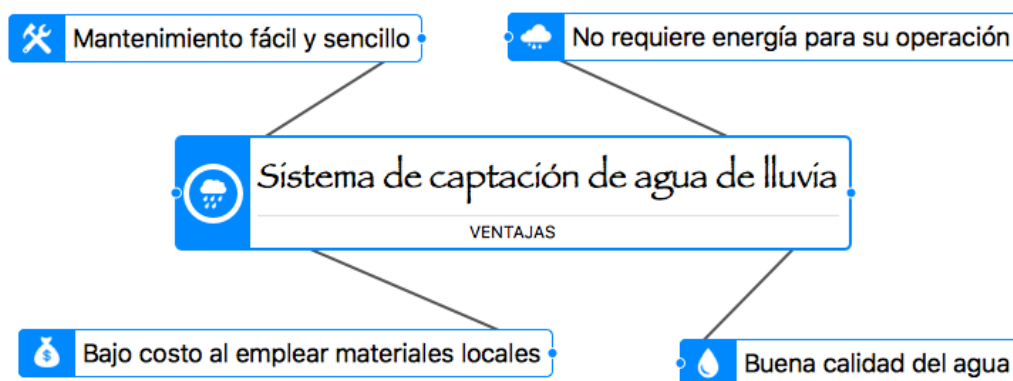 Mantenimiento fácil y sencillo
No requiere energía para su operación
Sistema de captación de agua de lluvia
VENTAJAS
Bajo costo al emplear materiales locales
Buena calidad del agua